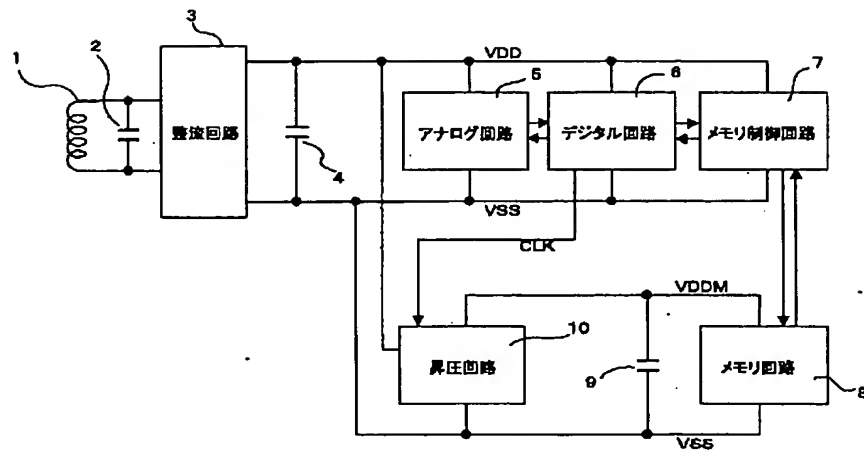 1
2
3
整流回路
4
VDD
5
アナログ回路
6
デジタル回路
7
メモリ制御回路
VSS
CLK
VDDM
昇圧回路
10
9
メモリ回路
8
VSS